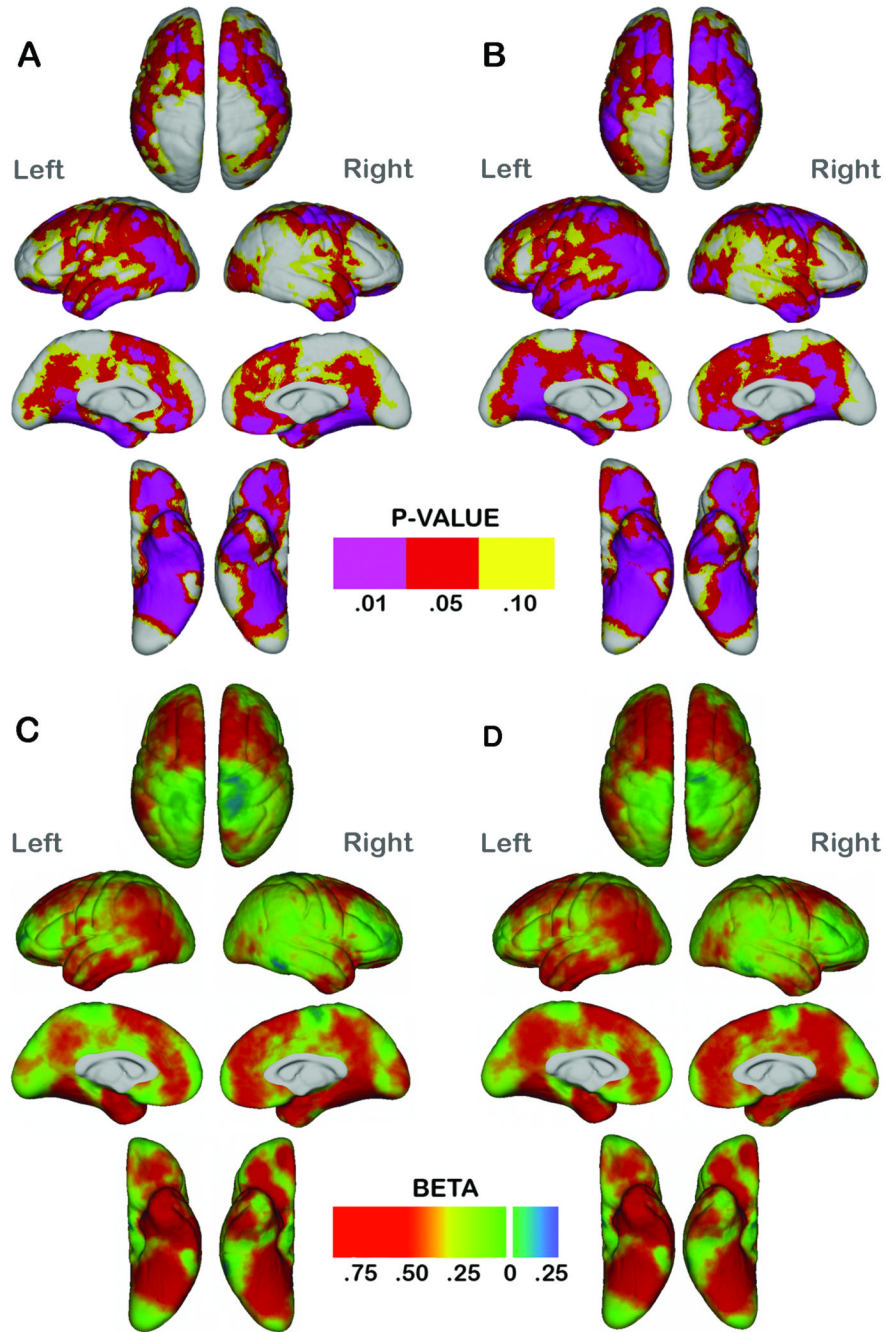 A B
Left Right Left Right
P-VALUE
.01 .05 .10
C D
Left Right Left Right
BETA
.75 .50 .25 0 .25